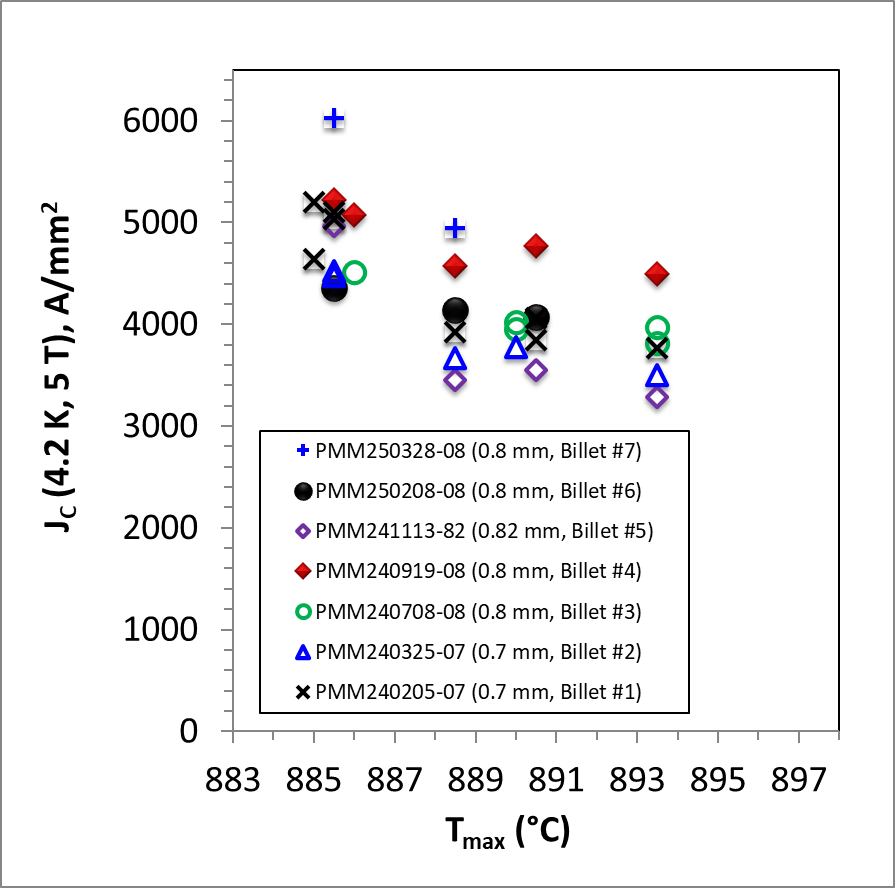 J_C (4.2 K, 5 T), A/mm²
6000
5000
4000
3000
2000
1000
0
PMM250328-08 (0.8 mm, Billet #7)
PMM250208-08 (0.8 mm, Billet #6)
PMM241113-82 (0.82 mm, Billet #5)
PMM240919-08 (0.8 mm, Billet #4)
PMM240708-08 (0.8 mm, Billet #3)
PMM240325-07 (0.7 mm, Billet #2)
PMM240205-07 (0.7 mm, Billet #1)
883 885 887 889 891 893 895 897
T_max (°C)